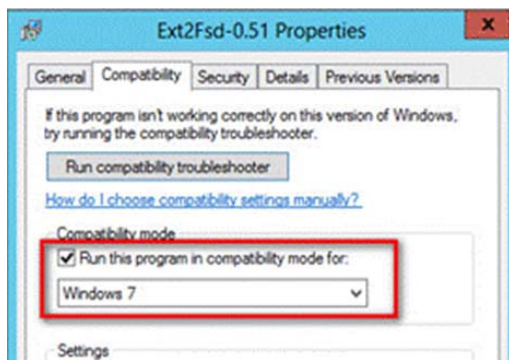 Ext2Fsd-0.51 Properties
x
General Compatibility Security Details Previous Versions
If this program isn't working correctly on this version of Windows,
try running the compatibility troubleshooter.
Run compatibility troubleshooter
How do I choose compatibility settings manually?
Compatibility mode
Run this program in compatibility mode for:
Windows 7
Settings